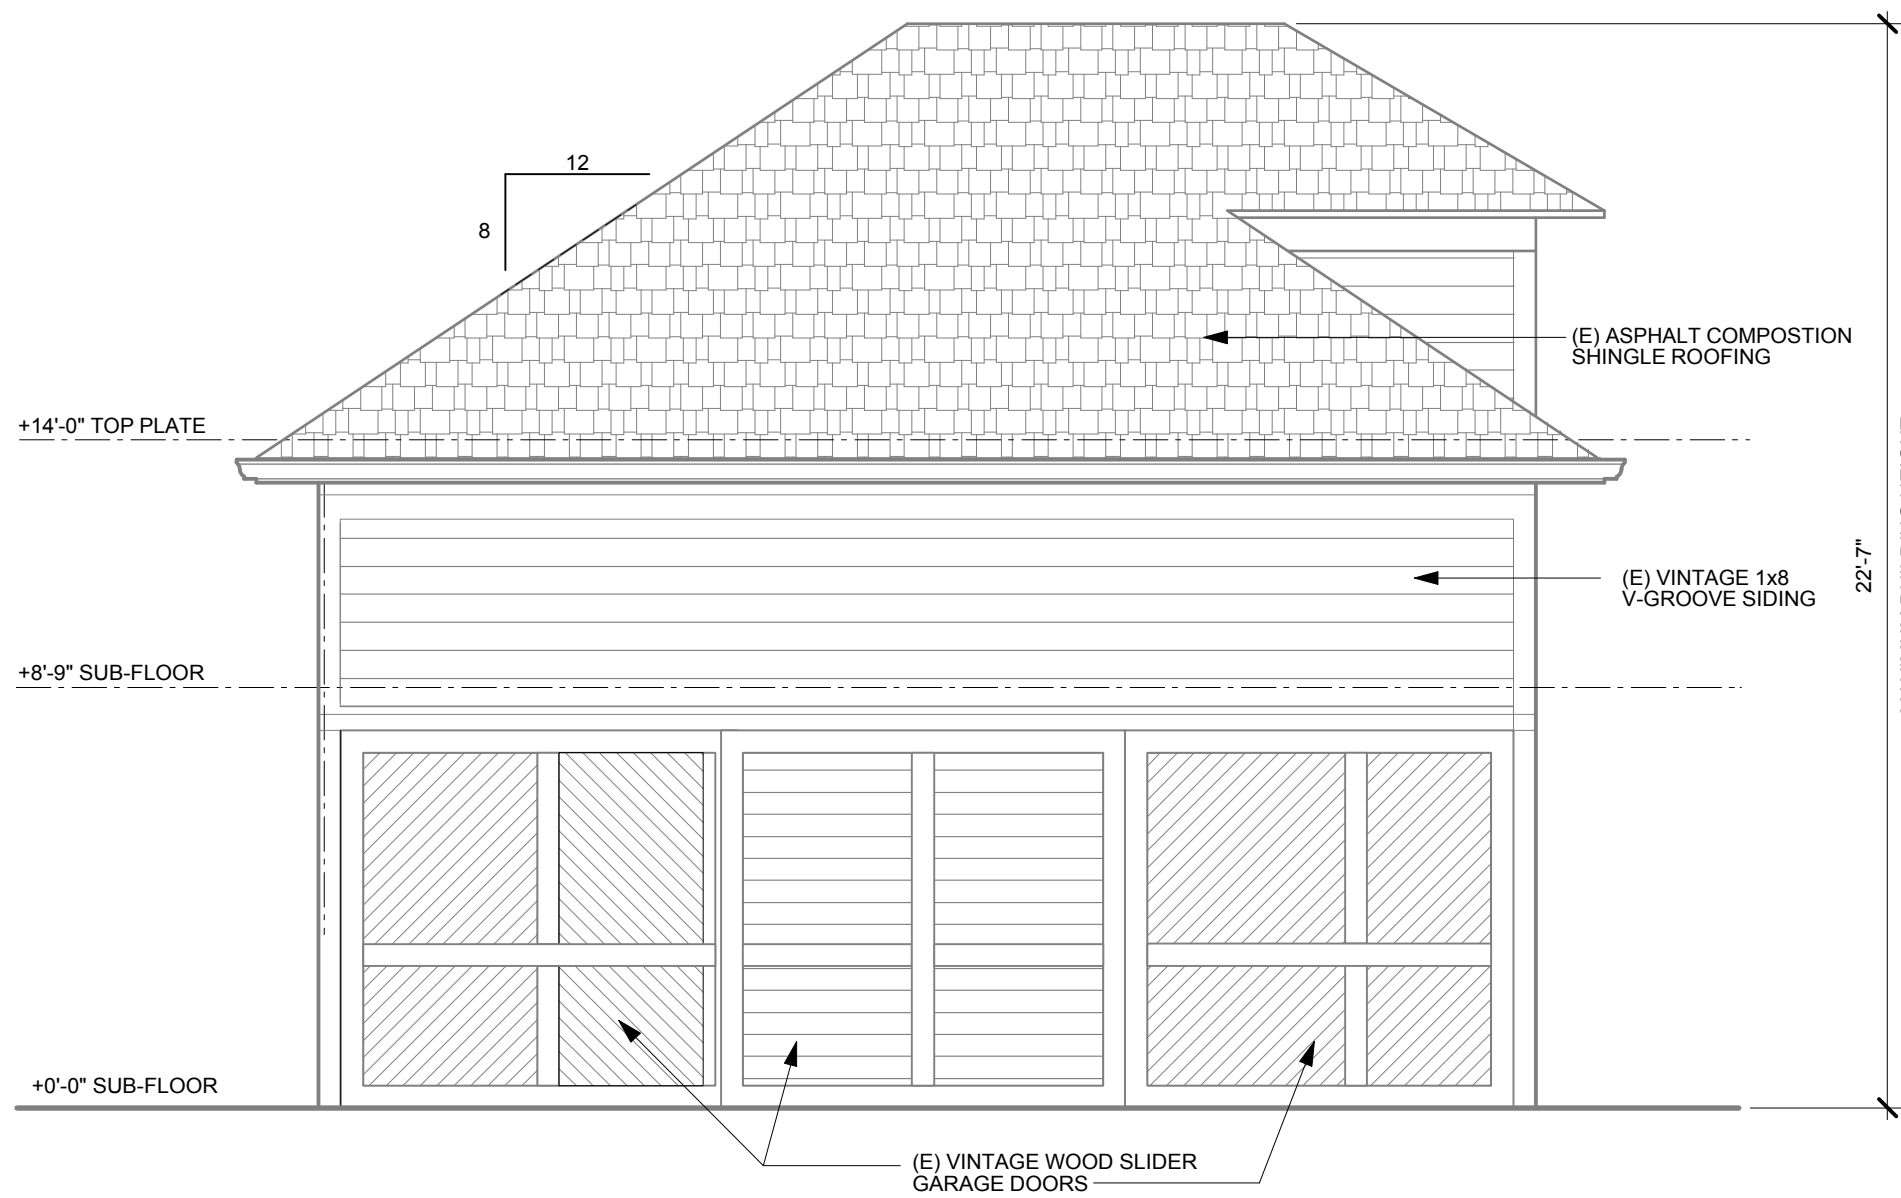 12
8
(E) ASPHALT COMPOSTION
SHINGLE ROOFING
+14'-0" TOP PLATE
22'-7"
(E) VINTAGE 1x8
V-GROOVE SIDING
+8'-9" SUB-FLOOR
+0'-0" SUB-FLOOR
(E) VINTAGE WOOD SLIDER
GARAGE DOORS